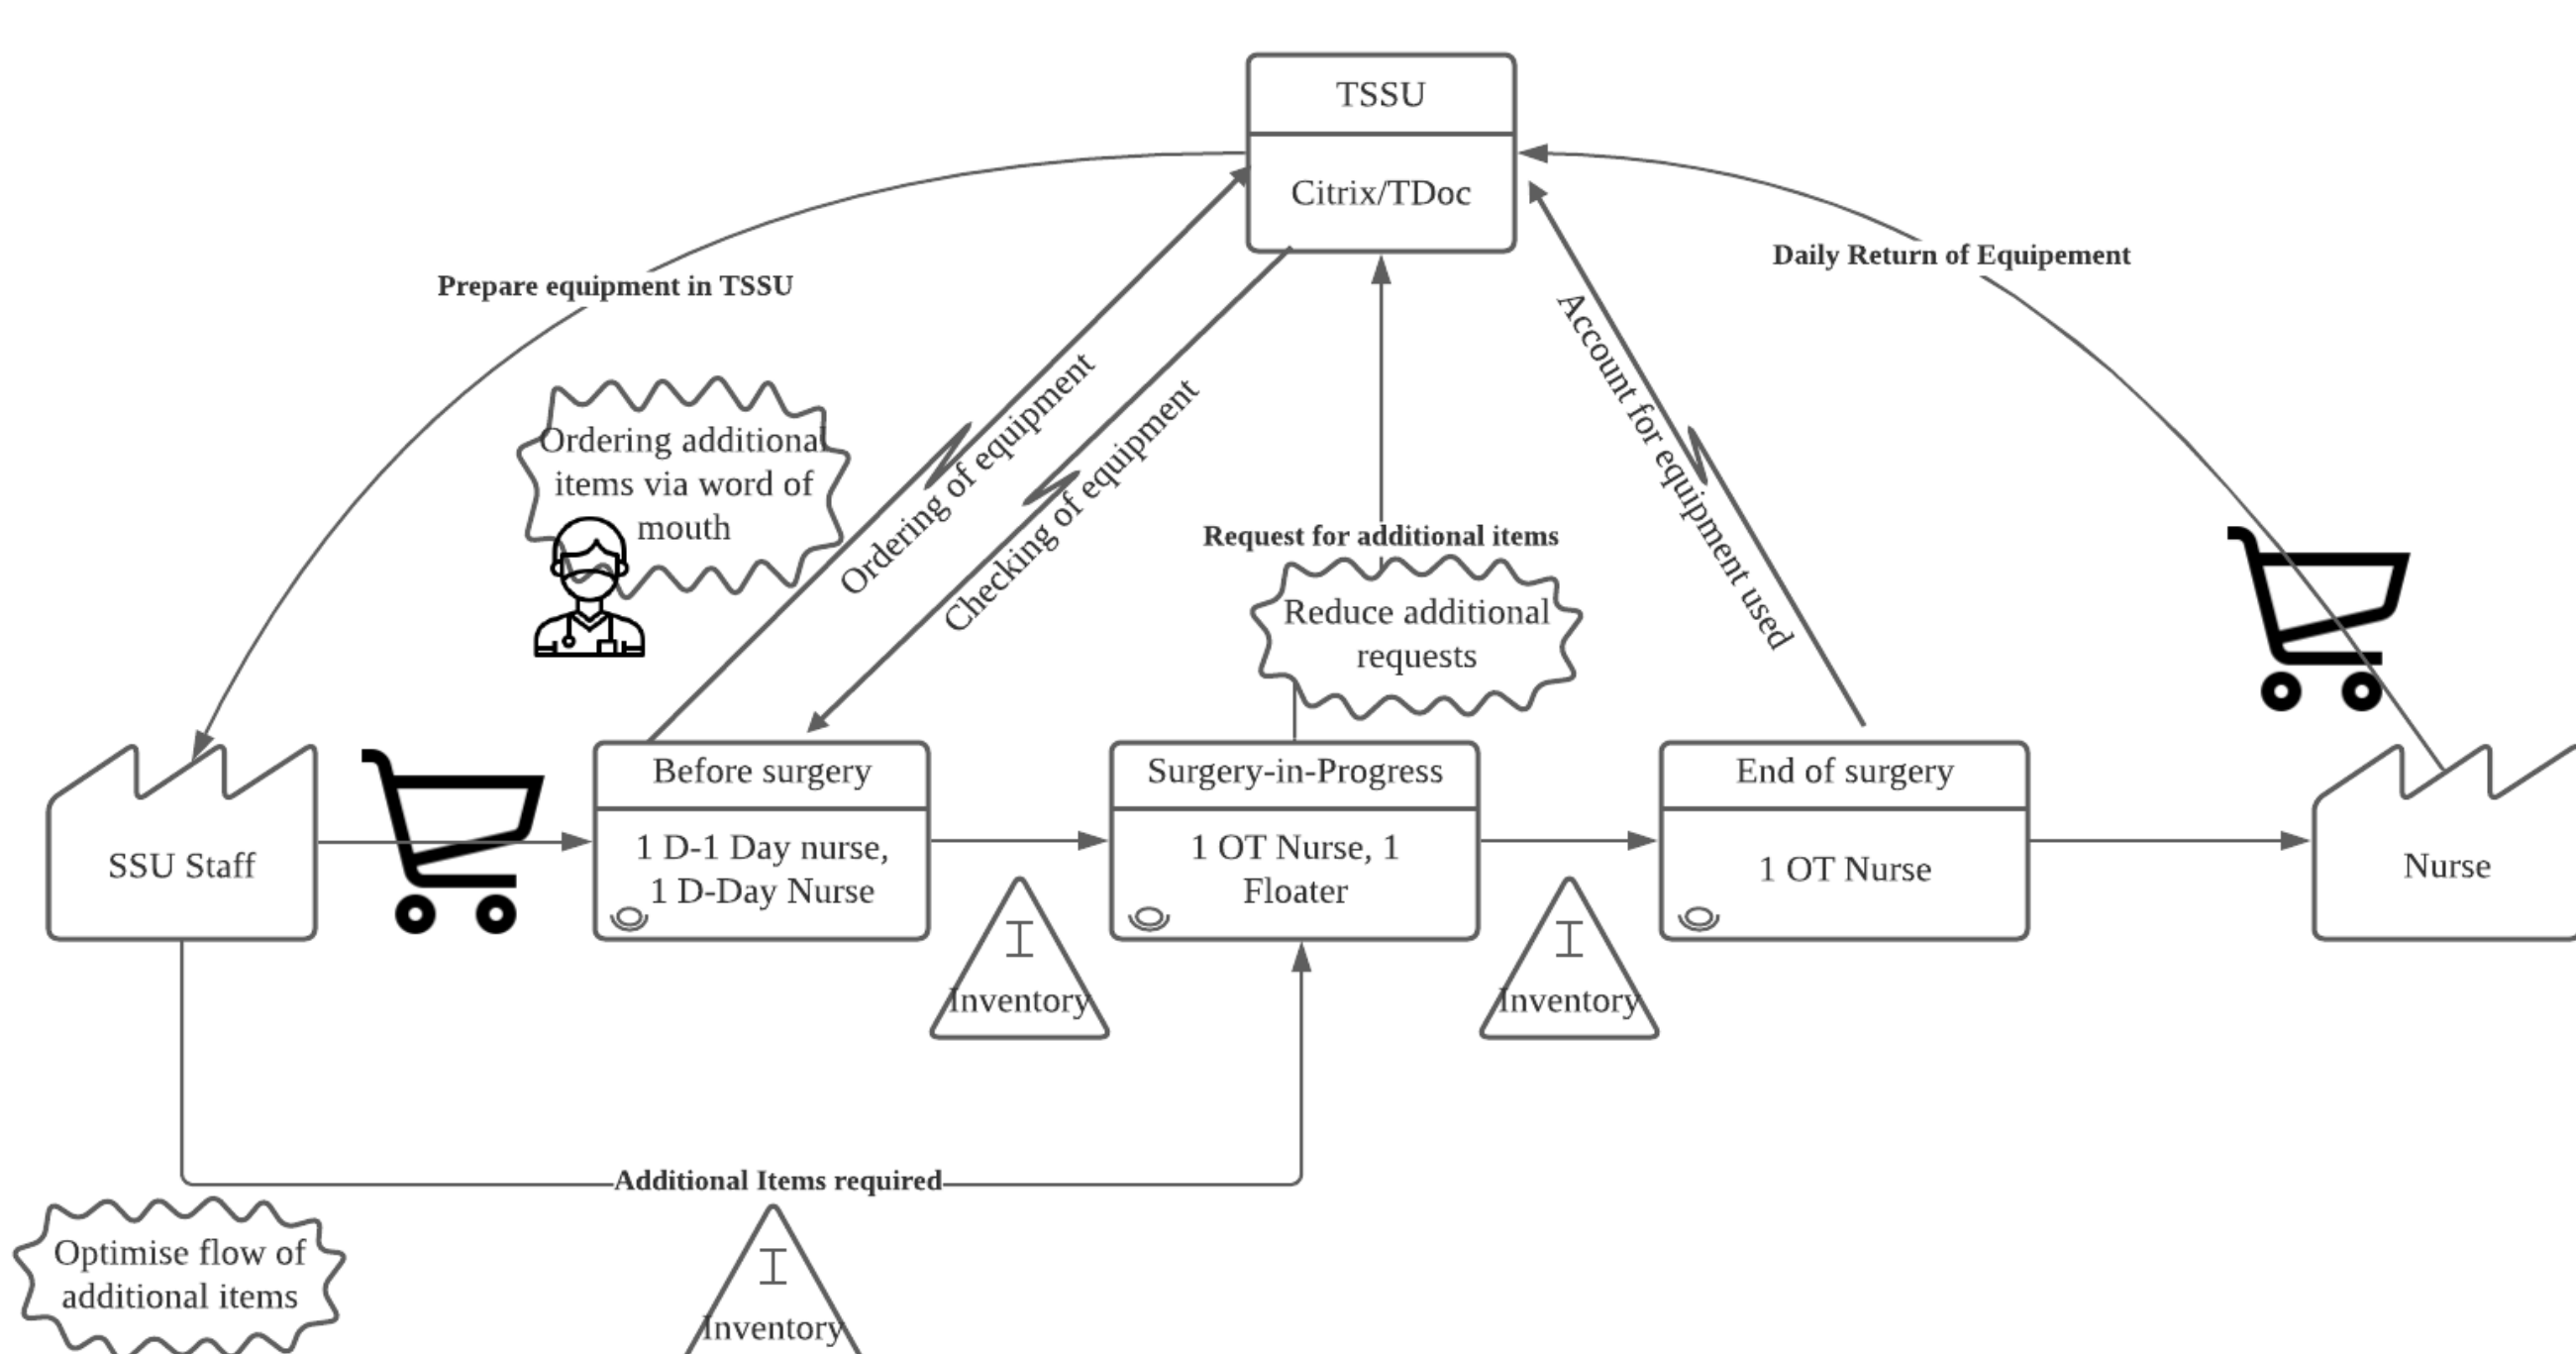 TSSU
Citrix/TDoc
Prepare equipment in TSSU
Daily Return of Equipement
Ordering additional
items via word of
mouth
Ordering of equipment
Checking of equipment
Account for equipment used
Request for additional items
Reduce additional
requests
SSU Staff
Before surgery
1 D-1 Day nurse,
1 D-Day Nurse
Surgery-in-Progress
1 OT Nurse, 1
Floater
End of surgery
1 OT Nurse
Nurse
I
Inventory
I
Inventory
Additional Items required
Optimise flow of
additional items
I
Inventory